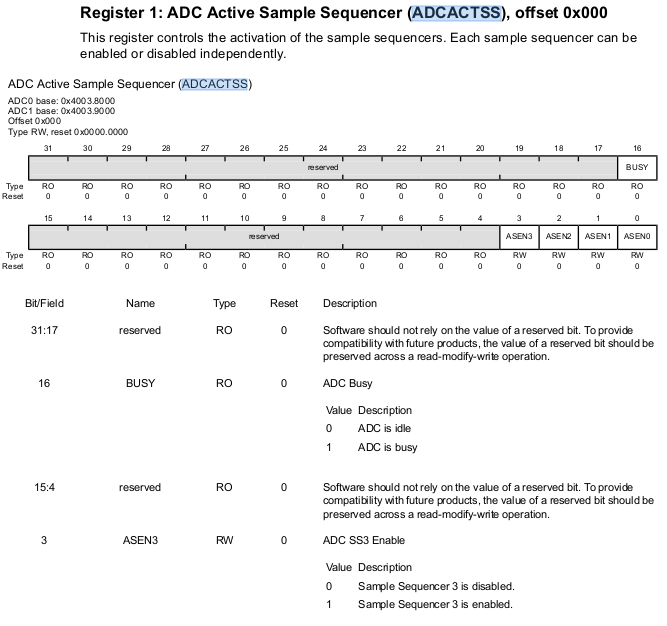 Register 1: ADC Active Sample Sequencer (ADCACTSS), offset 0x000
This register controls the activation of the sample sequencers. Each sample sequencer can be
enabled or disabled independently.
ADC Active Sample Sequencer (ADCACTSS)
ADC0 base: 0x4003.8000
ADC1 base: 0x4003.9000
Offset 0x000
Type RW, reset 0x0000.0000
31 30 29 28 27 26 25 24 23 22 21 20 19 18 17 16
reserved BUSY
Type RO RO RO RO RO RO RO RO RO RO RO RO RO RO RO RO
Reset 0 0 0 0 0 0 0 0 0 0 0 0 0 0 0 0
15 14 13 12 11 10 9 8 7 6 5 4 3 2 1 0
reserved ASEN3 ASEN2 ASEN1 ASEN0
Type RO RO RO RO RO RO RO RO RO RO RO RO RW RW RW RW
Reset 0 0 0 0 0 0 0 0 0 0 0 0 0 0 0 0
Bit/Field Name Type Reset Description
31:17 reserved RO 0 Software should not rely on the value of a reserved bit. To provide
compatibility with future products, the value of a reserved bit should be
preserved across a read-modify-write operation.
16 BUSY RO 0 ADC Busy
Value Description
0 ADC is idle
1 ADC is busy
15:4 reserved RO 0 Software should not rely on the value of a reserved bit. To provide
compatibility with future products, the value of a reserved bit should be
preserved across a read-modify-write operation.
3 ASEN3 RW 0 ADC SS3 Enable
Value Description
0 Sample Sequencer 3 is disabled.
1 Sample Sequencer 3 is enabled.